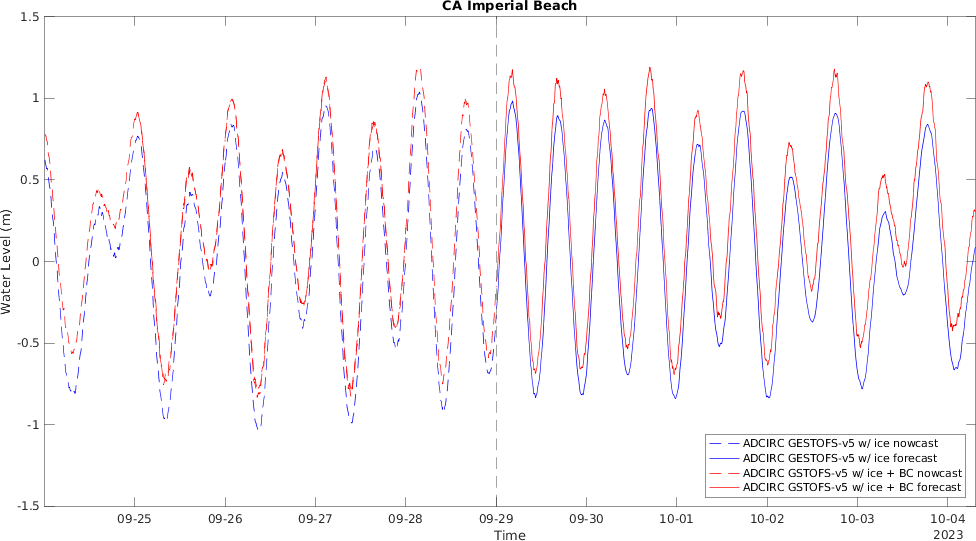 CA Imperial Beach
1.5
1
0.5
0
-0.5
-1
-1.5
Water Level (m)
09-25 09-26 09-27 09-28 09-29 09-30 10-01 10-02 10-03 10-04
Time
2023
ADCIRC GESTOFS-v5 w/ ice nowcast
ADCIRC GESTOFS-v5 w/ ice forecast
ADCIRC GSTOFS-v5 w/ ice + BC nowcast
ADCIRC GSTOFS-v5 w/ ice + BC forecast